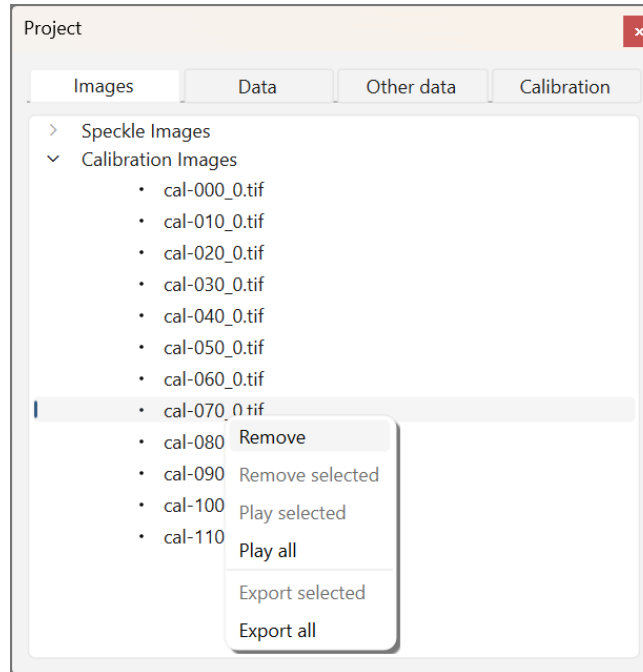 Project
Images Data Other data Calibration
Speckle Images
Calibration Images
cal-000_0.tif
cal-010_0.tif
cal-020_0.tif
cal-030_0.tif
cal-040_0.tif
cal-050_0.tif
cal-060_0.tif
cal-070_0.tif
Remove
cal-080
cal-090 Remove selected
cal-100 Play selected
cal-110 Play all
Export selected
Export all